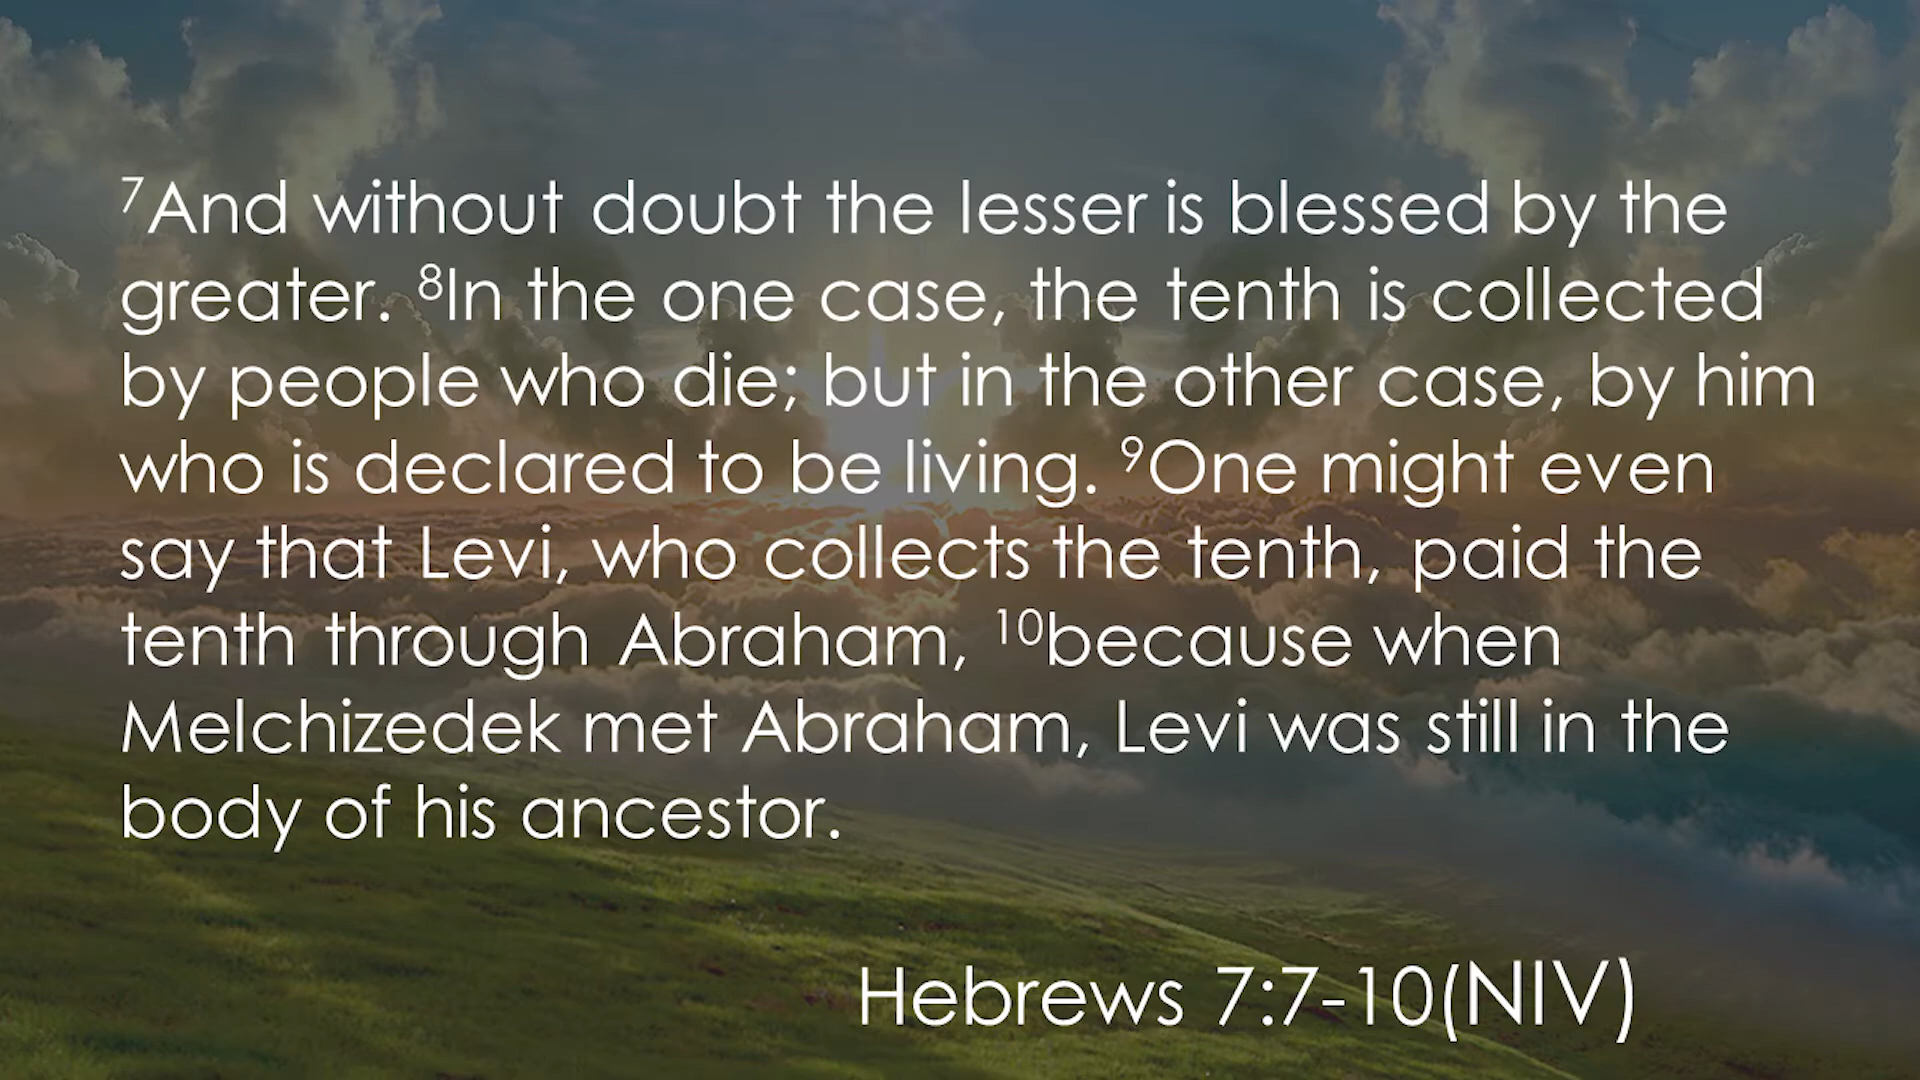 ⁷And without doubt the lesser is blessed by the
greater. ⁸In the one case, the tenth is collected
by people who die; but in the other case, by him
who is declared to be living. ⁹One might even
say that Levi, who collects the tenth, paid the
tenth through Abraham, ¹⁰because when
Melchizedek met Abraham, Levi was still in the
body of his ancestor.
Hebrews 7:7-10(NIV)